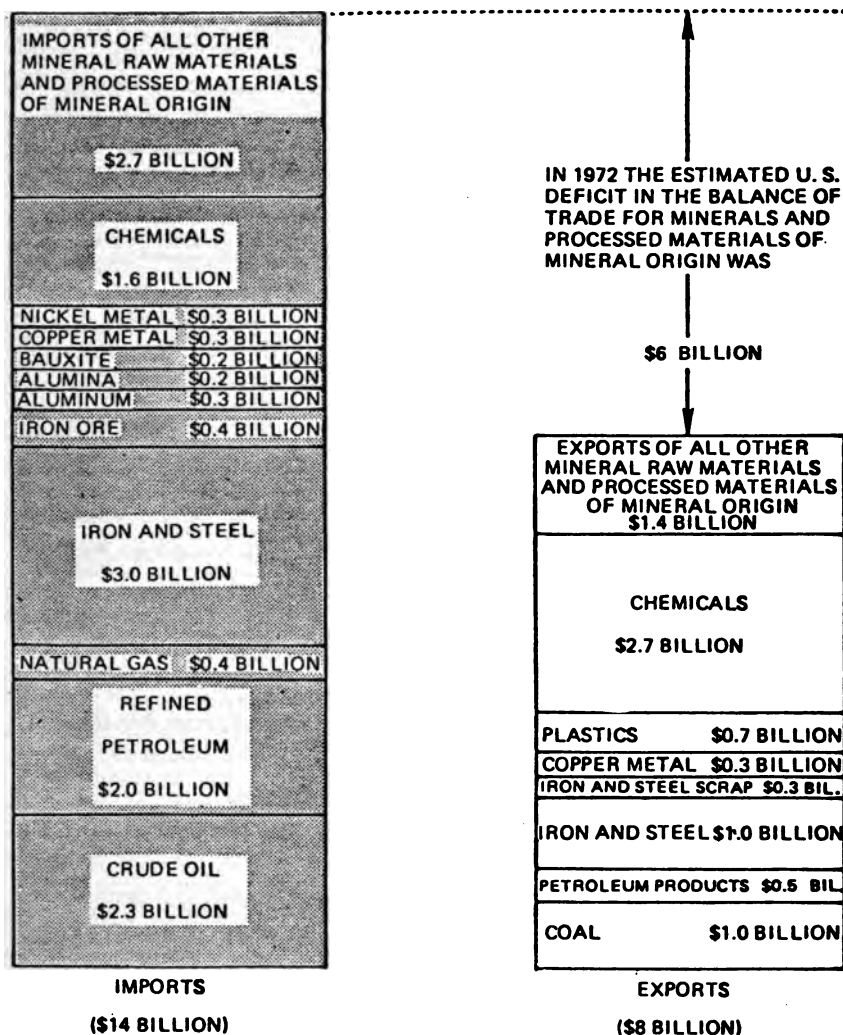 IMPORTS OF ALL OTHER
MINERAL RAW MATERIALS
AND PROCESSED MATERIALS
OF MINERAL ORIGIN
$2.7 BILLION
CHEMICALS
$1.6 BILLION
NICKEL METAL $0.3 BILLION
COPPER METAL $0.3 BILLION
BAUXITE $0.2 BILLION
ALUMINA $0.2 BILLION
ALUMINUM $0.3 BILLION
IRON ORE $0.4 BILLION
IRON AND STEEL
$3.0 BILLION
NATURAL GAS $0.4 BILLION
REFINED
PETROLEUM
$2.0 BILLION
CRUDE OIL
$2.3 BILLION
IMPORTS
($14 BILLION)
IN 1972 THE ESTIMATED U. S.
DEFICIT IN THE BALANCE OF
TRADE FOR MINERALS AND
PROCESSED MATERIALS OF
MINERAL ORIGIN WAS
$6 BILLION
EXPORTS OF ALL OTHER
MINERAL RAW MATERIALS
AND PROCESSED MATERIALS
OF MINERAL ORIGIN
$1.4 BILLION
CHEMICALS
$2.7 BILLION
PLASTICS $0.7 BILLION
COPPER METAL $0.3 BILLION
IRON AND STEEL SCRAP $0.3 BIL.
IRON AND STEEL $1.0 BILLION
PETROLEUM PRODUCTS $0.5 BIL.
COAL $1.0 BILLION
EXPORTS
($8 BILLION)